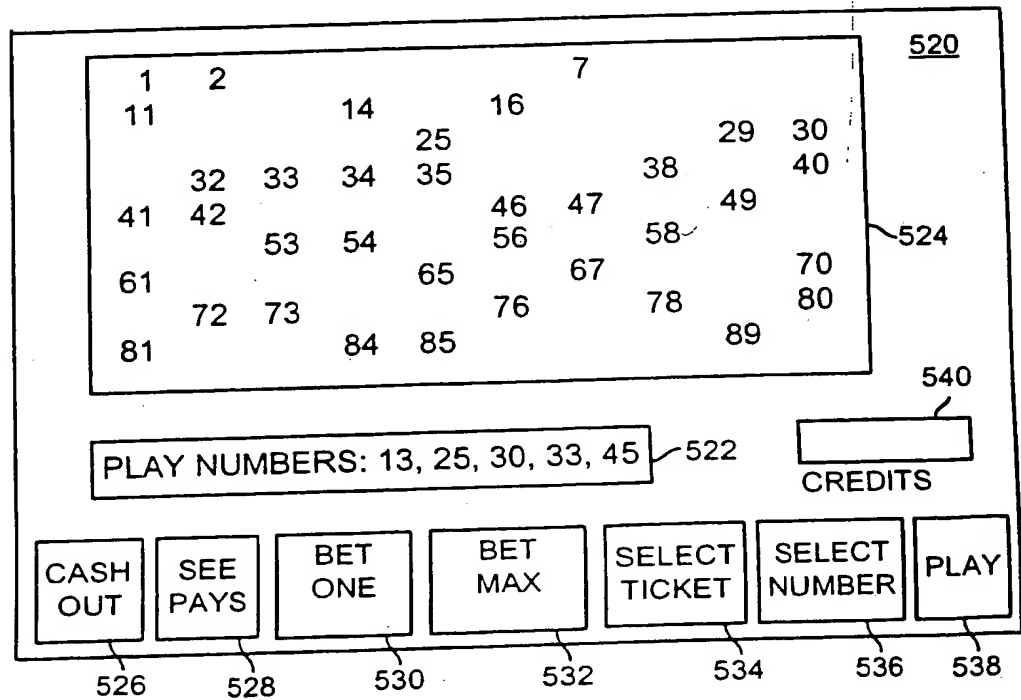 520
1 2 7
11 14 16
25 29 30
32 33 34 35 38 40
41 42 46 47 49
53 54 56 58
524
61 65 67 70
72 73 76 78 80
81 84 85 89
540
PLAY NUMBERS: 13, 25, 30, 33, 45
522
CREDITS
CASH OUT
SEE PAYS
BET ONE
BET MAX
SELECT TICKET
SELECT NUMBER
PLAY
526 528 530 532 534 536 538